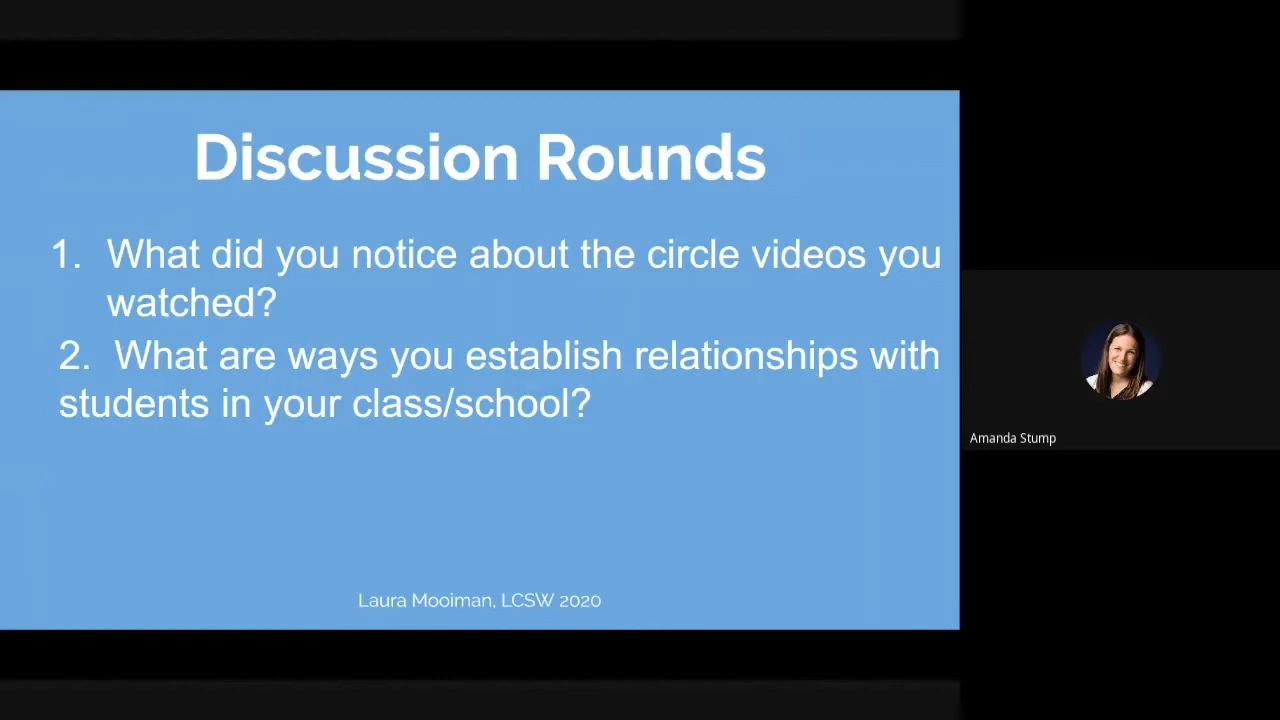 Discussion Rounds
1. What did you notice about the circle videos you
watched?
2. What are ways you establish relationships with
students in your class/school?
Laura Mooiman, LCSW 2020
Amanda Stump